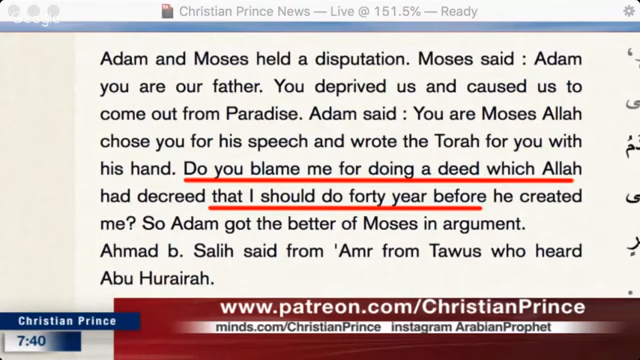 Christian Prince News — Live @ 151.5% — Ready
Google
Adam and Moses held a disputation. Moses said : Adam
you are our father. You deprived us and caused us to
come out from Paradise. Adam said : You are Moses Allah
chose you for his speech and wrote the Torah for you with
his hand. Do you blame me for doing a deed which Allah
had decreed that I should do forty year before he created
me? So Adam got the better of Moses in argument.
Ahmad b. Salih said from 'Amr from Tawus who heard
Abu Hurairah.
www.patreon.com/ChristianPrince
Christian Prince
minds.com/ChristianPrince instagram ArabianProphet
7:40